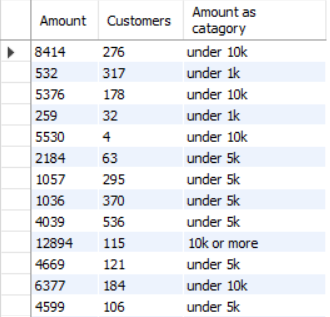 Amount Customers Amount as
catagory
8414 276 under 10k
532 317 under 1k
5376 178 under 10k
259 32 under 1k
5530 4 under 10k
2184 63 under 5k
1057 295 under 5k
1036 370 under 5k
4039 536 under 5k
12894 115 10k or more
4669 121 under 5k
6377 184 under 10k
4599 106 under 5k